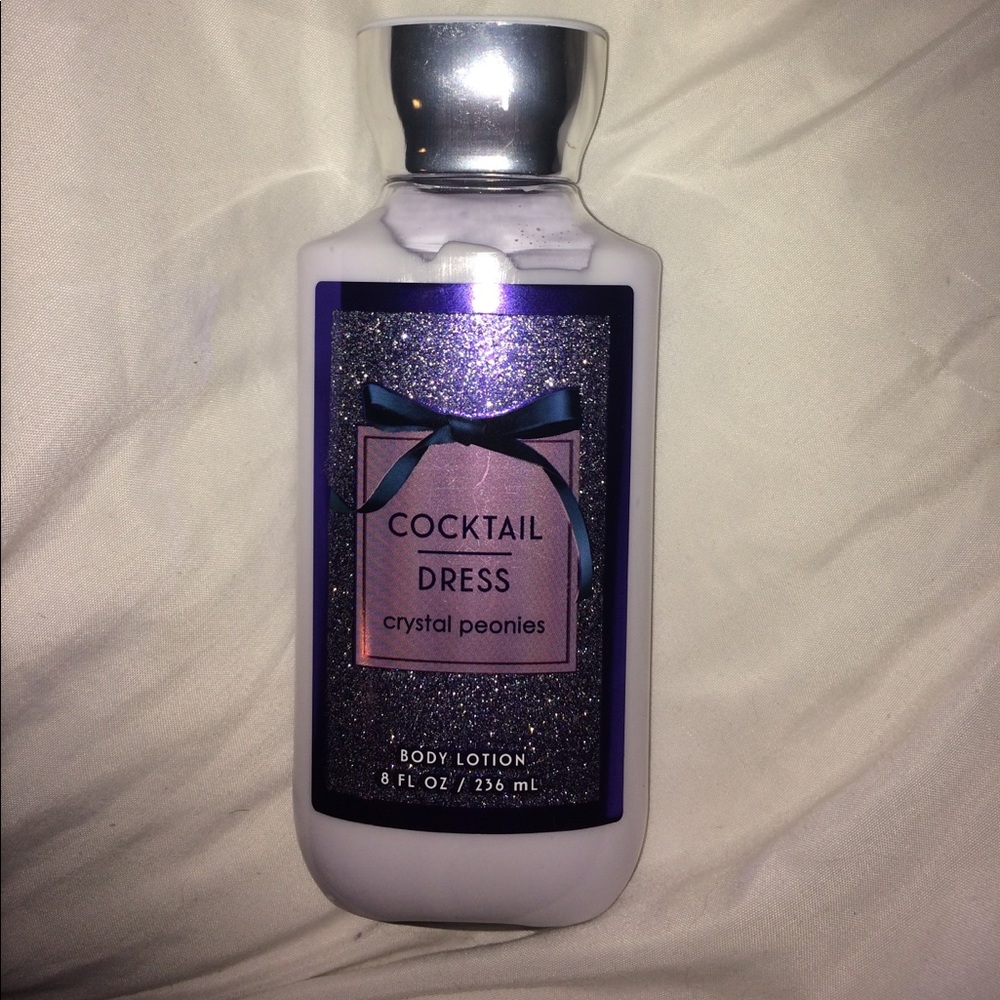 COCKTAIL
DRESS
crystal peonies
BODY LOTION
8 FL OZ / 236 mL